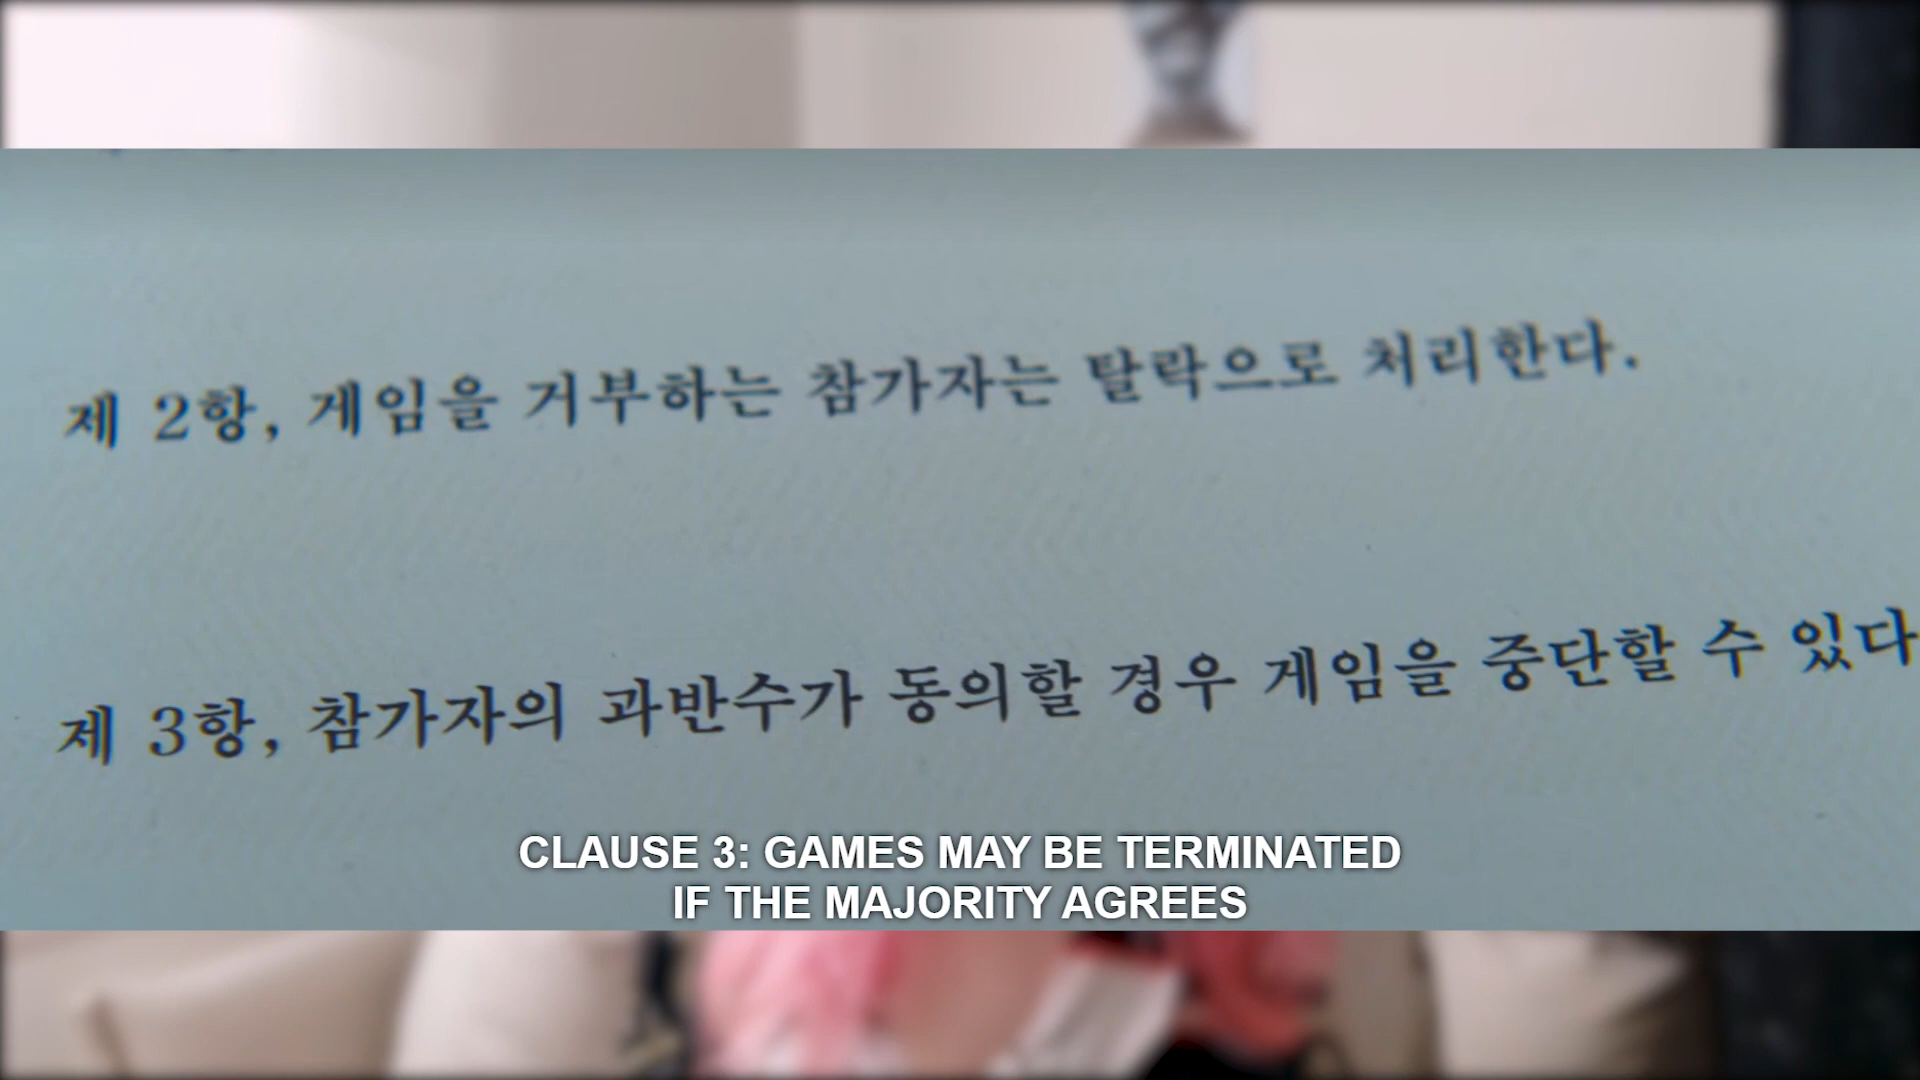 제 2항, 게임을 거부하는 참가자는 탈락으로 처리한다.
제 3항, 참가자의 과반수가 동의할 경우 게임을 중단할 수 있다
CLAUSE 3: GAMES MAY BE TERMINATED
IF THE MAJORITY AGREES